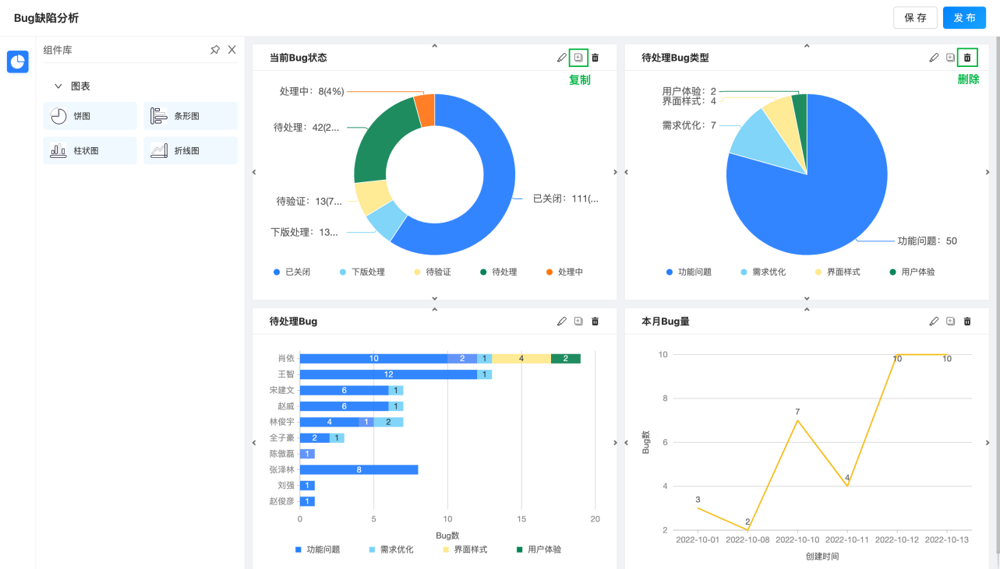 Bug缺陷分析
保 存
发 布
组件库
图表
饼图
条形图
柱状图
折线图
当前Bug状态
复制
处理中：8(4%)
待处理：42(2...
待验证：13(7...
下版处理：13...
已关闭：111(...
已关闭
下版处理
待验证
待处理
处理中
待处理Bug类型
删除
用户体验：2
界面样式：4
需求优化：7
功能问题：50
功能问题
需求优化
界面样式
用户体验
待处理Bug
肖依 10 2 1 4 2
王智 12 1
宋建文 6 1
赵威 6 1
林俊宇 4 1 2
全子豪 2 1
陈傲磊 1
张泽林 8
刘强 1
赵俊彦 1
0 5 10 15 20
Bug数
功能问题
需求优化
界面样式
用户体验
本月Bug量
10
8
6
4
2
Bug数
3
2
7
4
10
10
2022-10-01 2022-10-08 2022-10-10 2022-10-11 2022-10-12 2022-10-13
创建时间